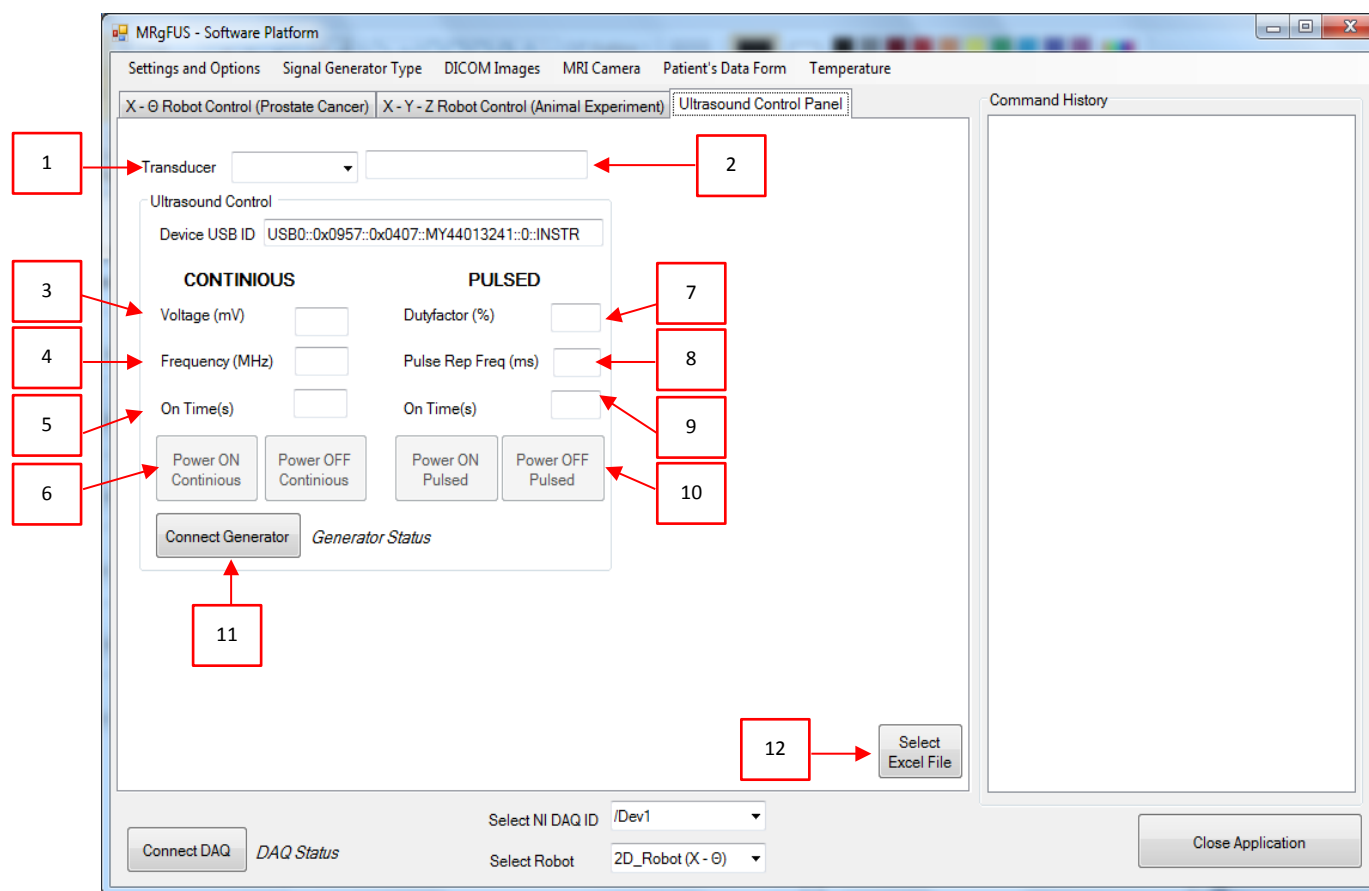 MRgFUS - Software Platform
Settings and Options Signal Generator Type DICOM Images MRI Camera Patient's Data Form Temperature
X - Θ Robot Control (Prostate Cancer) X - Y - Z Robot Control (Animal Experiment) Ultrasound Control Panel
Command History
1
Transducer
2
Ultrasound Control
Device USB ID USB0::0x0957::0x0407::MY44013241::0::INSTR
CONTINIOUS PULSED
3
Voltage (mV) Dutyfactor (%)
7
4
Frequency (MHz) Pulse Rep Freq (ms)
8
5
On Time(s) On Time(s)
9
6
Power ON
Continious
Power OFF
Continious
Power ON
Pulsed
Power OFF
Pulsed
10
Connect Generator Generator Status
11
12
Select
Excel File
Select NI DAQ ID /Dev1
Connect DAQ DAQ Status
Select Robot 2D_Robot (X - Θ)
Close Application